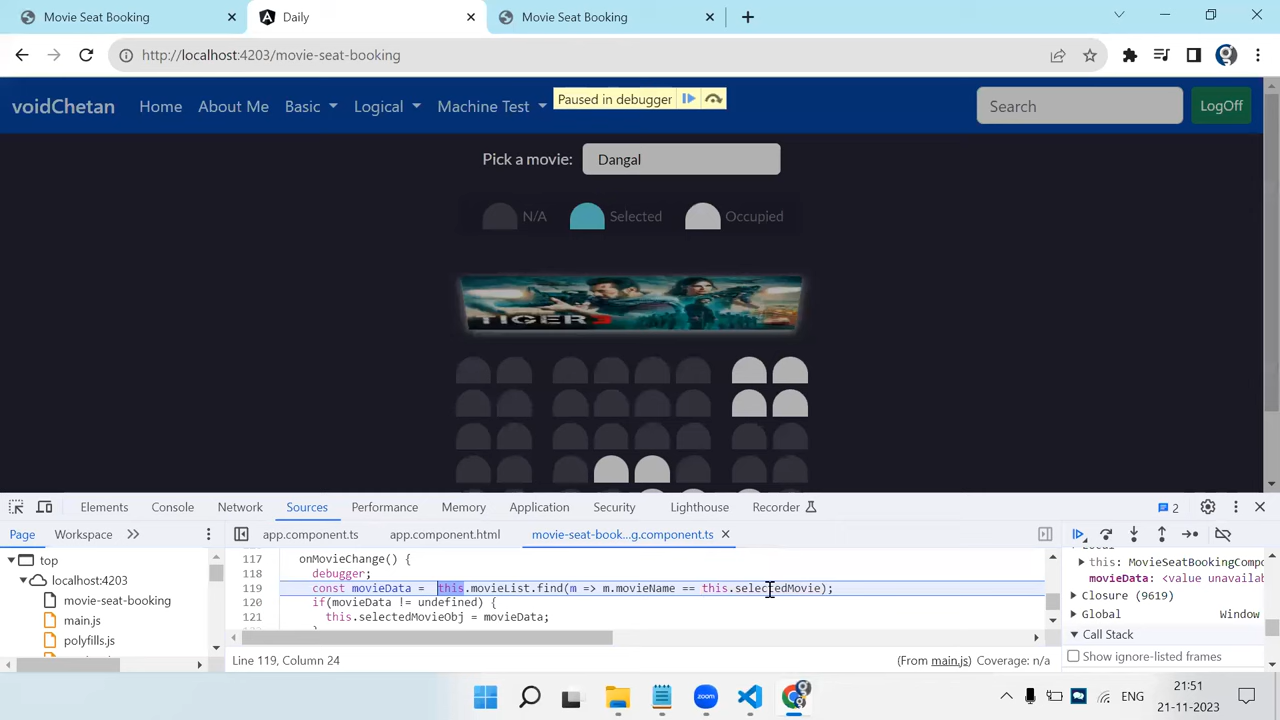 Movie Seat Booking
Daily
Movie Seat Booking
http://localhost:4203/movie-seat-booking
voidChetan Home About Me Basic Logical Machine Test Paused in debugger Search LogOff
Pick a movie: Dangal
N/A Selected Occupied
TIGER 3
Elements Console Sources Network Performance Memory Application Security Lighthouse Recorder 2
Page Workspace app.component.ts app.component.html movie-seat-book...g.component.ts
top
http://localhost:4203
movie-seat-booking
main.js
polyfills.js
117 onMovieChange() {
118 debugger;
119 const movieData = this.movieList.find(m => m.movieName == this.selectedMovie);
120 if(movieData != undefined) {
121 this.selectedMovieObj = movieData;
this: MovieSeatBookingCompo
movieData: <value unavailab
Closure (9619)
Global Window
Call Stack
Show ignore-listed frames
Line 119, Column 24 (From main.js) Coverage: n/a
zoom
ENG
21:51
21-11-2023